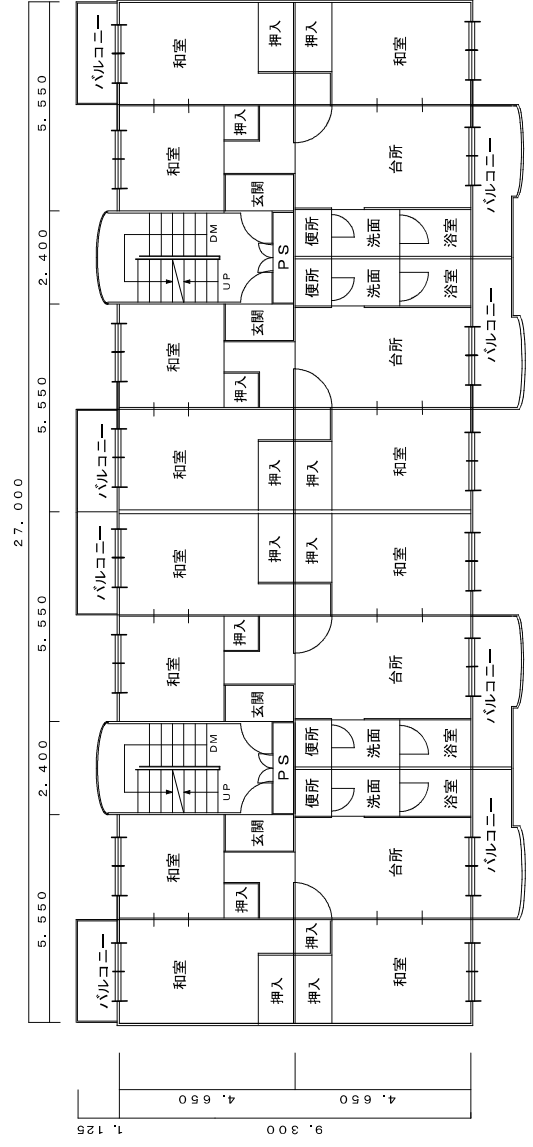 バルコニー
和室
押入
押入
和室
5.550
和室
押入
台所
バルコニー
玄関
2.400
DM
UP
PS
便所
洗面
浴室
便所
洗面
浴室
玄関
バルコニー
和室
押入
台所
5.550
バルコニー
和室
押入
押入
和室
27.000
バルコニー
和室
押入
押入
和室
5.550
和室
押入
台所
バルコニー
玄関
2.400
DM
UP
PS
便所
洗面
浴室
便所
洗面
浴室
玄関
バルコニー
和室
押入
台所
5.550
押入
バルコニー
和室
押入
押入
和室
4.650
4.650
1.125
9.300